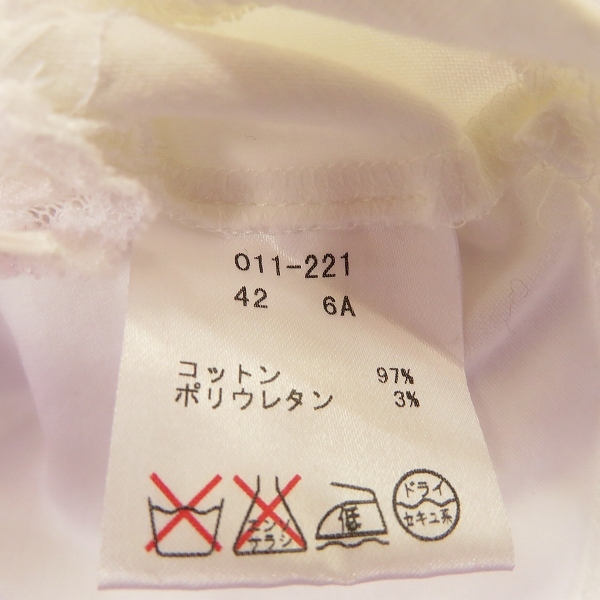 011-221
42 6A
コットン 97%
ポリウレタン 3%
エンソ
サラシ
低
ドライ
セキユ系